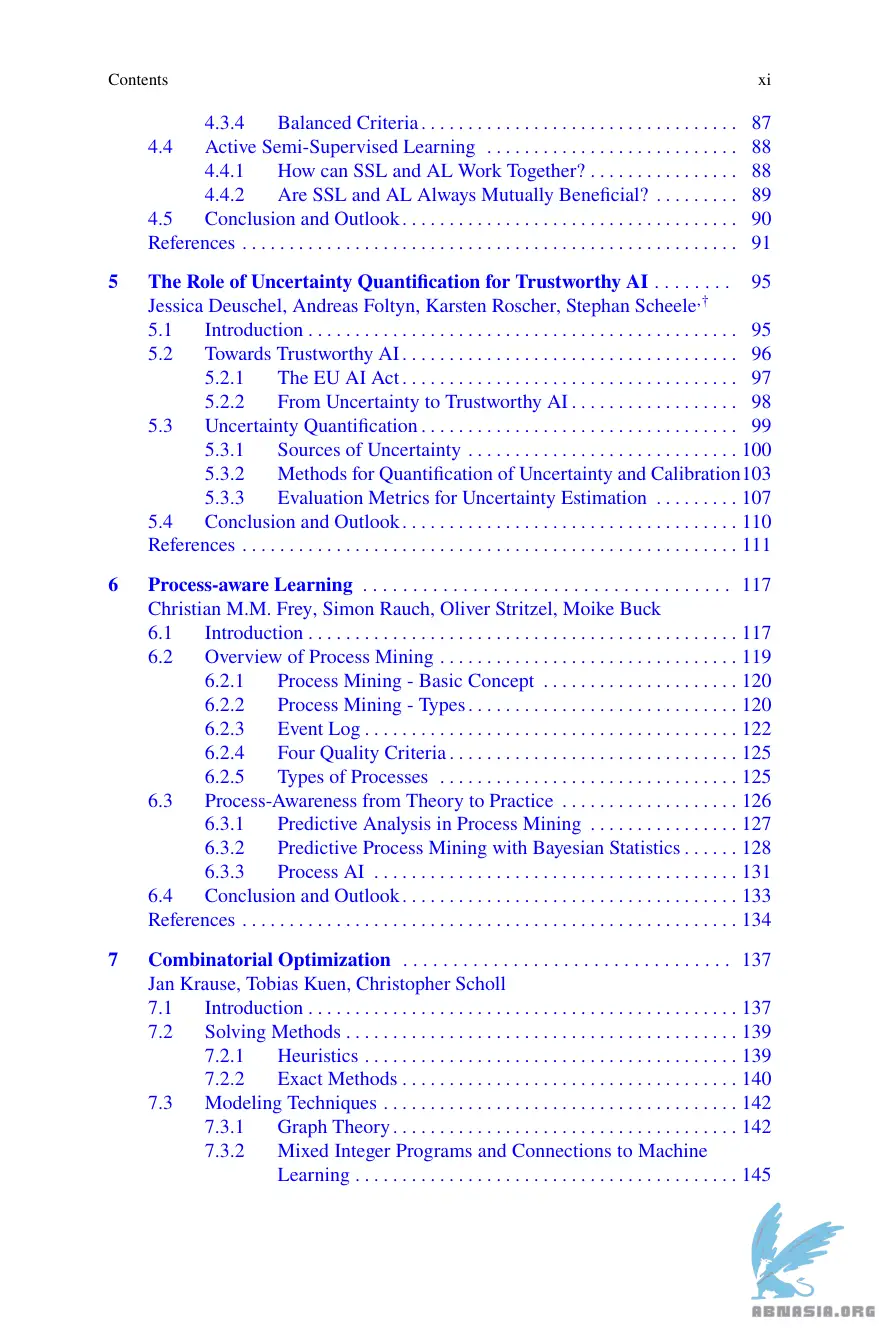 Contents xi
4.3.4 Balanced Criteria . . . . . . . . . . . . . . . . . . . . . . . . . . . . . . . . . . 87
4.4 Active Semi-Supervised Learning . . . . . . . . . . . . . . . . . . . . . . . . . . . 88
4.4.1 How can SSL and AL Work Together? . . . . . . . . . . . . . . . . 88
4.4.2 Are SSL and AL Always Mutually Beneficial? . . . . . . . . . 89
4.5 Conclusion and Outlook . . . . . . . . . . . . . . . . . . . . . . . . . . . . . . . . . . . . 90
References . . . . . . . . . . . . . . . . . . . . . . . . . . . . . . . . . . . . . . . . . . . . . . . . . . . . . 91
5 The Role of Uncertainty Quantification for Trustworthy AI . . . . . . . . 95
Jessica Deuschel, Andreas Foltyn, Karsten Roscher, Stephan Scheele,†
5.1 Introduction . . . . . . . . . . . . . . . . . . . . . . . . . . . . . . . . . . . . . . . . . . . . . . 95
5.2 Towards Trustworthy AI . . . . . . . . . . . . . . . . . . . . . . . . . . . . . . . . . . . . 96
5.2.1 The EU AI Act . . . . . . . . . . . . . . . . . . . . . . . . . . . . . . . . . . . . 97
5.2.2 From Uncertainty to Trustworthy AI . . . . . . . . . . . . . . . . . . 98
5.3 Uncertainty Quantification . . . . . . . . . . . . . . . . . . . . . . . . . . . . . . . . . . 99
5.3.1 Sources of Uncertainty . . . . . . . . . . . . . . . . . . . . . . . . . . . . . 100
5.3.2 Methods for Quantification of Uncertainty and Calibration103
5.3.3 Evaluation Metrics for Uncertainty Estimation . . . . . . . . . 107
5.4 Conclusion and Outlook . . . . . . . . . . . . . . . . . . . . . . . . . . . . . . . . . . . . 110
References . . . . . . . . . . . . . . . . . . . . . . . . . . . . . . . . . . . . . . . . . . . . . . . . . . . . . 111
6 Process-aware Learning . . . . . . . . . . . . . . . . . . . . . . . . . . . . . . . . . . . . . 117
Christian M.M. Frey, Simon Rauch, Oliver Stritzel, Moike Buck
6.1 Introduction . . . . . . . . . . . . . . . . . . . . . . . . . . . . . . . . . . . . . . . . . . . . . . 117
6.2 Overview of Process Mining . . . . . . . . . . . . . . . . . . . . . . . . . . . . . . . . 119
6.2.1 Process Mining - Basic Concept . . . . . . . . . . . . . . . . . . . . . 120
6.2.2 Process Mining - Types . . . . . . . . . . . . . . . . . . . . . . . . . . . . . 120
6.2.3 Event Log . . . . . . . . . . . . . . . . . . . . . . . . . . . . . . . . . . . . . . . . 122
6.2.4 Four Quality Criteria . . . . . . . . . . . . . . . . . . . . . . . . . . . . . . . 125
6.2.5 Types of Processes . . . . . . . . . . . . . . . . . . . . . . . . . . . . . . . . 125
6.3 Process-Awareness from Theory to Practice . . . . . . . . . . . . . . . . . . . 126
6.3.1 Predictive Analysis in Process Mining . . . . . . . . . . . . . . . . 127
6.3.2 Predictive Process Mining with Bayesian Statistics . . . . . . 128
6.3.3 Process AI . . . . . . . . . . . . . . . . . . . . . . . . . . . . . . . . . . . . . . . 131
6.4 Conclusion and Outlook . . . . . . . . . . . . . . . . . . . . . . . . . . . . . . . . . . . . 133
References . . . . . . . . . . . . . . . . . . . . . . . . . . . . . . . . . . . . . . . . . . . . . . . . . . . . . 134
7 Combinatorial Optimization . . . . . . . . . . . . . . . . . . . . . . . . . . . . . . . . . 137
Jan Krause, Tobias Kuen, Christopher Scholl
7.1 Introduction . . . . . . . . . . . . . . . . . . . . . . . . . . . . . . . . . . . . . . . . . . . . . . 137
7.2 Solving Methods . . . . . . . . . . . . . . . . . . . . . . . . . . . . . . . . . . . . . . . . . . 139
7.2.1 Heuristics . . . . . . . . . . . . . . . . . . . . . . . . . . . . . . . . . . . . . . . . 139
7.2.2 Exact Methods . . . . . . . . . . . . . . . . . . . . . . . . . . . . . . . . . . . . 140
7.3 Modeling Techniques . . . . . . . . . . . . . . . . . . . . . . . . . . . . . . . . . . . . . . 142
7.3.1 Graph Theory . . . . . . . . . . . . . . . . . . . . . . . . . . . . . . . . . . . . . 142
7.3.2 Mixed Integer Programs and Connections to Machine
Learning . . . . . . . . . . . . . . . . . . . . . . . . . . . . . . . . . . . . . . . . . 145
ABNASIA.ORG